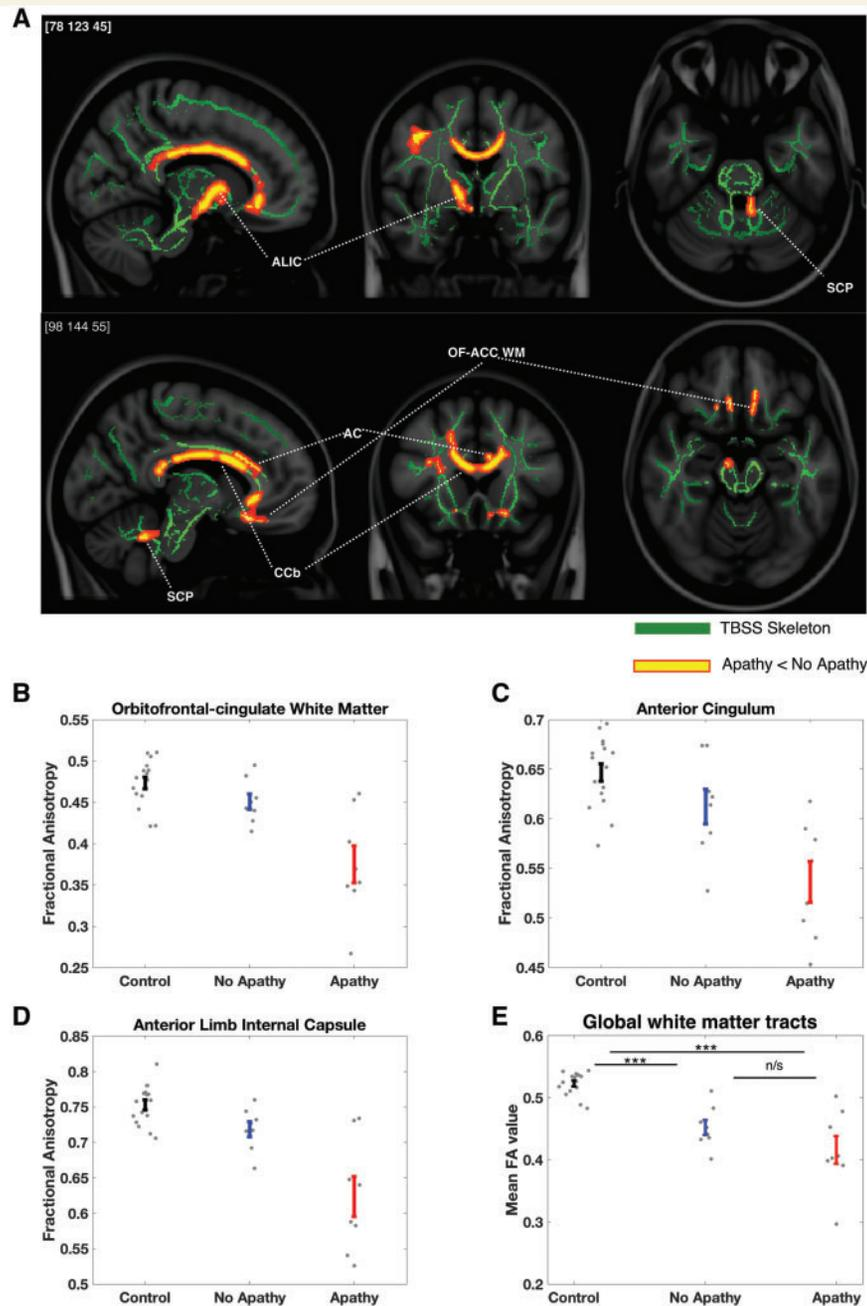 A
[78 123 45]
ALIC
SCP
[98 144 55]
OF-ACC WM
AC
SCP
CCb
TBSS Skeleton
Apathy < No Apathy
B
Orbitofrontal-cingulate White Matter
Fractional Anisotropy
0.55
0.5
0.45
0.4
0.35
0.3
0.25
Control No Apathy Apathy
C
Anterior Cingulum
Fractional Anisotropy
0.7
0.65
0.6
0.55
0.5
0.45
Control No Apathy Apathy
D
Anterior Limb Internal Capsule
Fractional Anisotropy
0.85
0.8
0.75
0.7
0.65
0.6
0.55
0.5
Control No Apathy Apathy
E
Global white matter tracts
Mean FA value
0.6
0.5
0.4
0.3
0.2
***
***
n/s
Control No Apathy Apathy